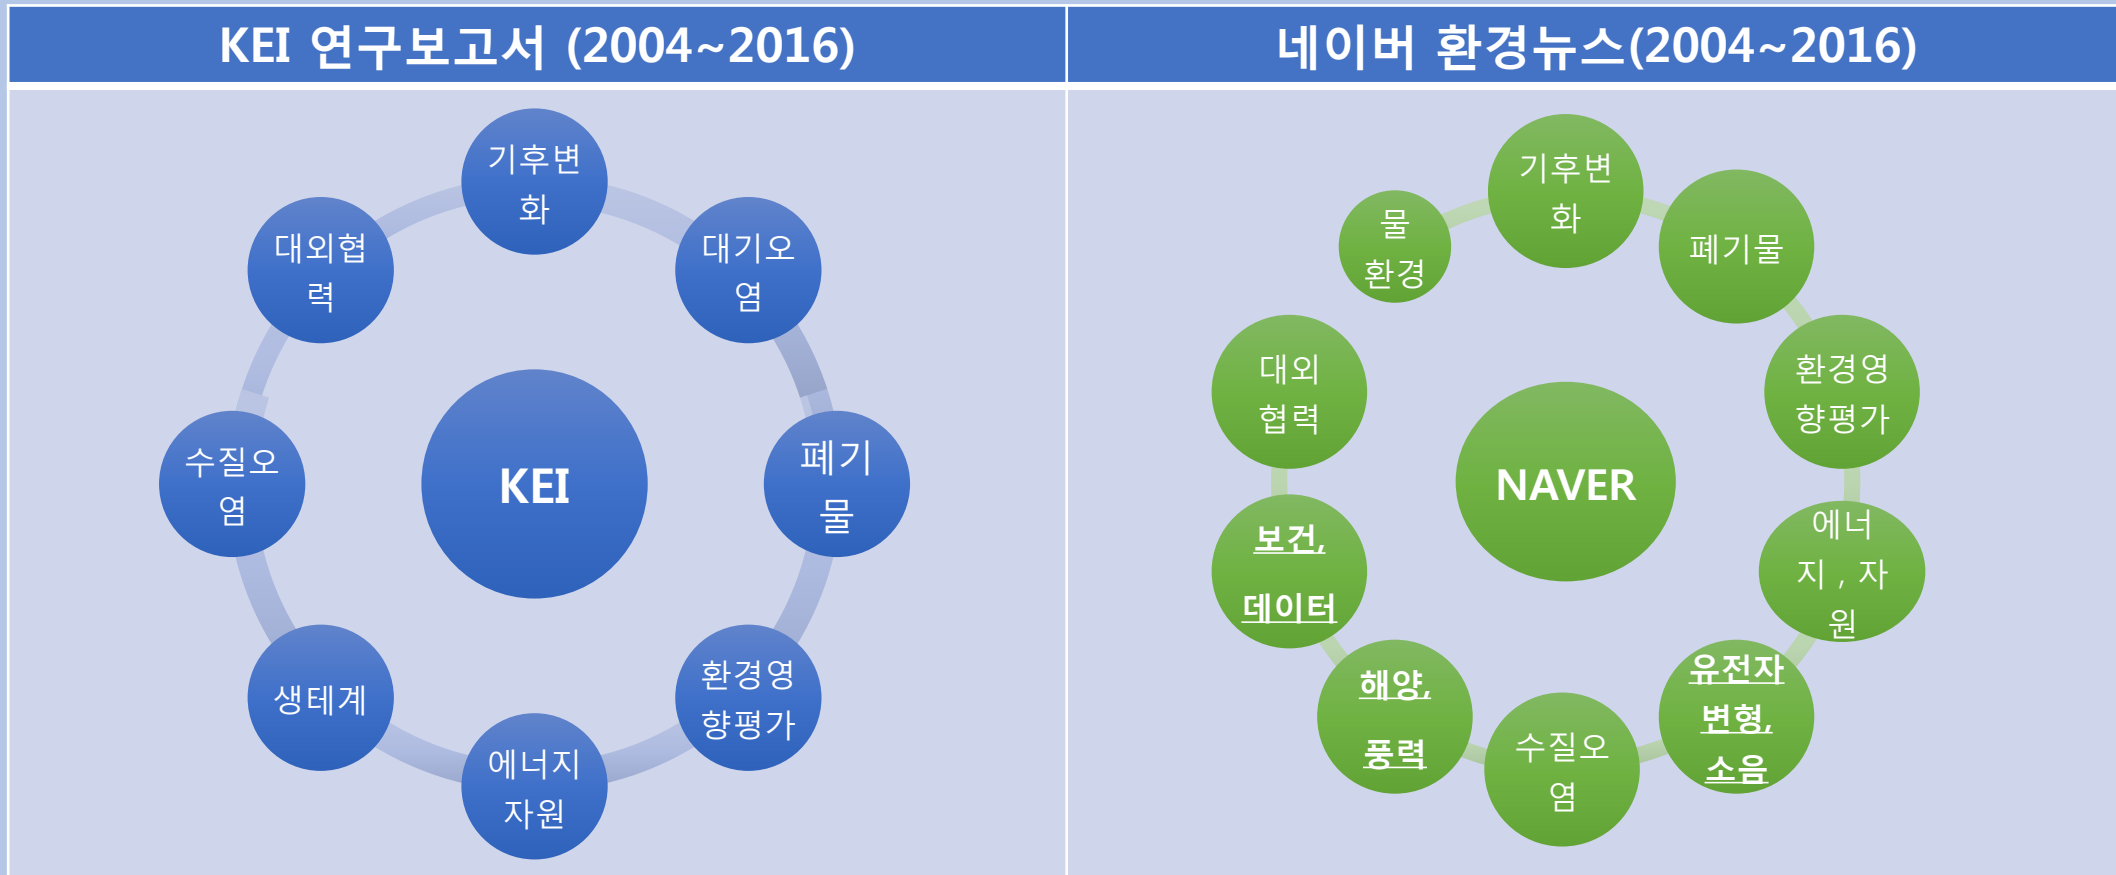 KEI 연구보고서 (2004~2016)
기후변
화
대기오
염
폐기
물
환경영
향평가
에너지
자원
생테계
수질오
염
대외협
력
KEI
네이버 환경뉴스(2004~2016)
기후변
화
폐기물
환경영
향평가
에너
지 , 자
원
유전자
변형,
소음
수질오
염
해양,
풍력
보건,
데이터
대외
협력
물
환경
NAVER